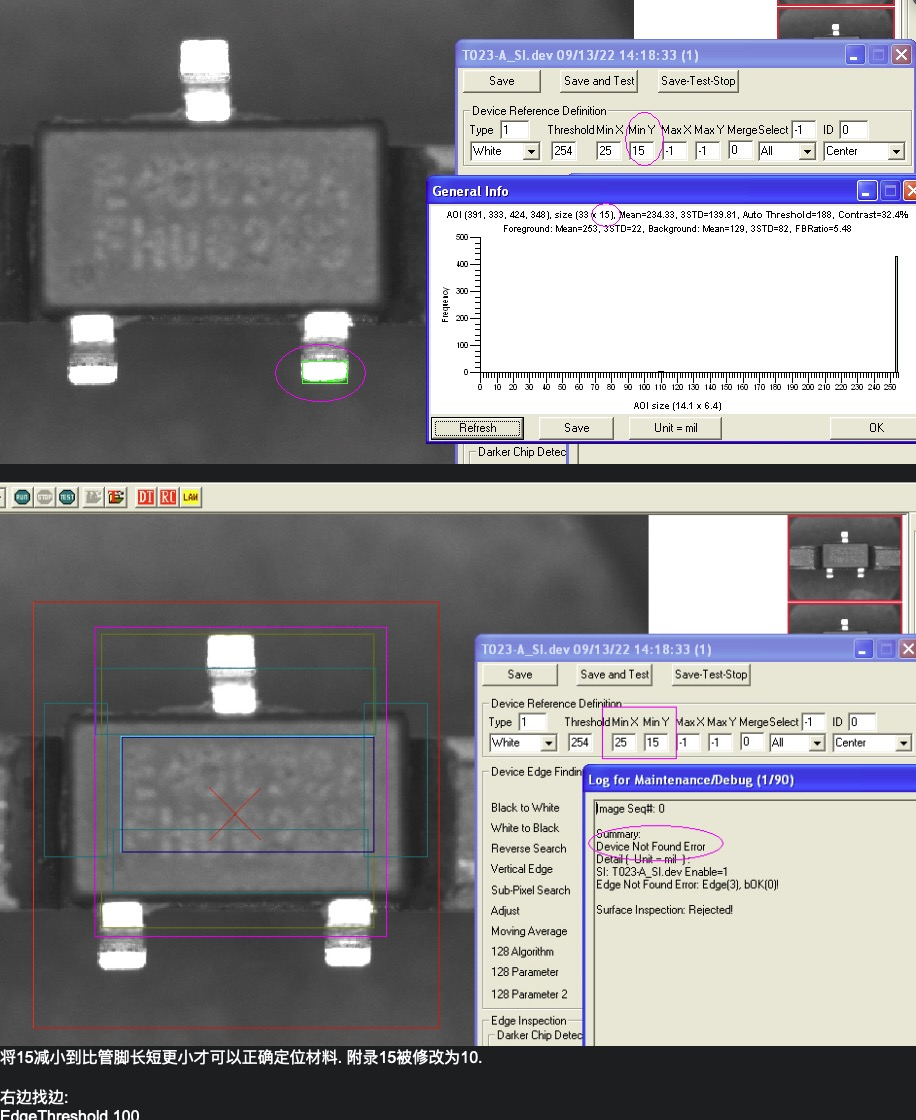 T023-A_SI.dev 09/13/22 14:18:33 (1)
Save Save and Test Save-Test-Stop
Device Reference Definition
Type 1 Threshold Min X Min Y Max X Max Y Merge Select -1 ID 0
White 254 25 15 -1 -1 0 All Center
General Info
AOI (391, 333, 424, 348), size (33 x 15), Mean=234.33, 3STD=139.81, Auto Threshold=188, Contrast=32.4%
Foreground: Mean=253, 3STD=22, Background: Mean=129, 3STD=82, FBRatio=5.48
500
400
300
200
100
0
Frequency
0 10 20 30 40 50 60 70 80 90 100 110 120 130 140 150 160 170 180 190 200 210 220 230 240 250
AOI size (14.1 x 6.4)
Refresh Save Unit = mil OK
Darker Chip Detec
RUN STOP TEST DT RC LAW
T023-A_SI.dev 09/13/22 14:18:33 (1)
Save Save and Test Save-Test-Stop
Device Reference Definition
Type 1 Threshold Min X Min Y Max X Max Y Merge Select -1 ID 0
White 254 25 15 -1 -1 0 All Center
Device Edge Findin
Black to White
White to Black
Reverse Search
Vertical Edge
Sub-Pixel Search
Adjust
Moving Average
128 Algorithm
128 Parameter
128 Parameter 2
Edge Inspection
Darker Chip Detec
Log for Maintenance/Debug (1/90)
Image Seq#: 0
Summary:
Device Not Found Error
Detail ( Unit = mil ) :
SI: T023-A_SI.dev Enable=1
Edge Not Found Error: Edge(3), bOK(0)!
Surface Inspection: Rejected!
将15减小到比管脚长短更小才可以正确定位材料. 附录15被修改为10.
右边找边:
EdgeThreshold 100